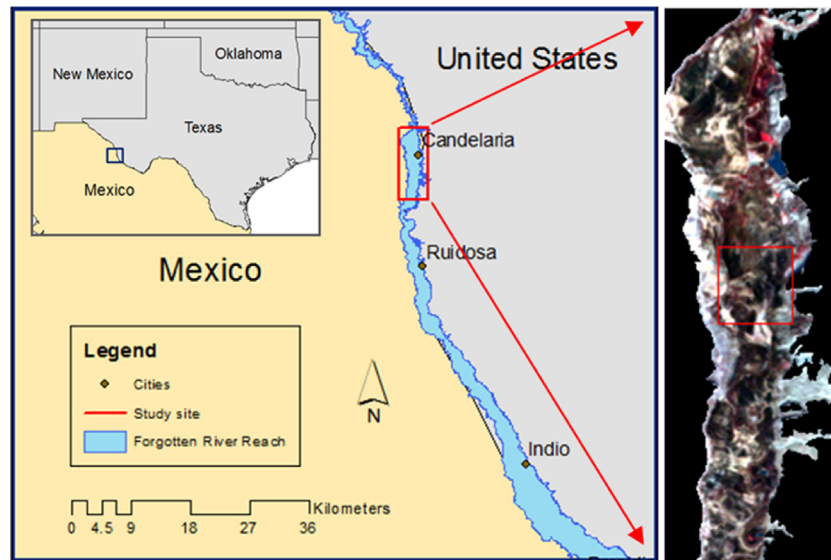 Oklahoma
New Mexico
Texas
Mexico
United States
Candelaria
Mexico
Ruidosa
Legend
Cities
Study site
Forgotten River Reach
N
Indio
Kilometers
0 4.5 9 18 27 36